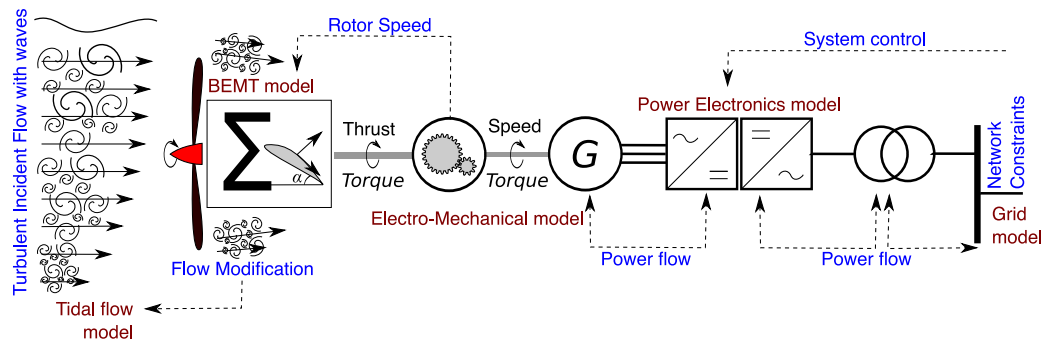 Turbulent Incident Flow with waves
Rotor Speed
System control
BEMT model
Power Electronics model
Σ
α
Thrust
Torque
Speed
Torque
G
Network
Constraints
Electro-Mechanical model
Grid
model
Flow Modification
Power flow
Power flow
Tidal flow
model